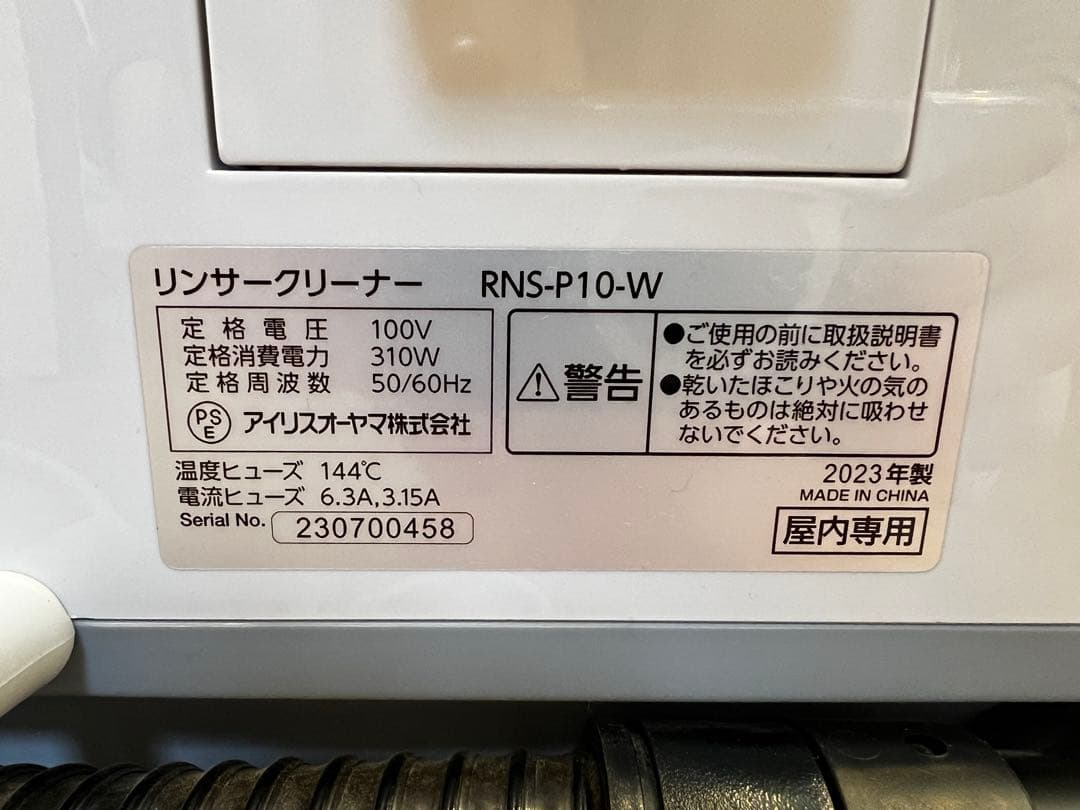 リンサークリーナー RNS-P10-W
定格電圧 100V
定格消費電力 310W
定格周波数 50/60Hz
PSE アイリスオーヤマ株式会社
⚠警告
●ご使用の前に取扱説明書
を必ずお読みください。
●乾いたほこりや火の気の
あるものは絶対に吸わせ
ないでください。
温度ヒューズ 144℃
電流ヒューズ 6.3A,3.15A
Serial No. 230700458
2023年製
MADE IN CHINA
屋内専用